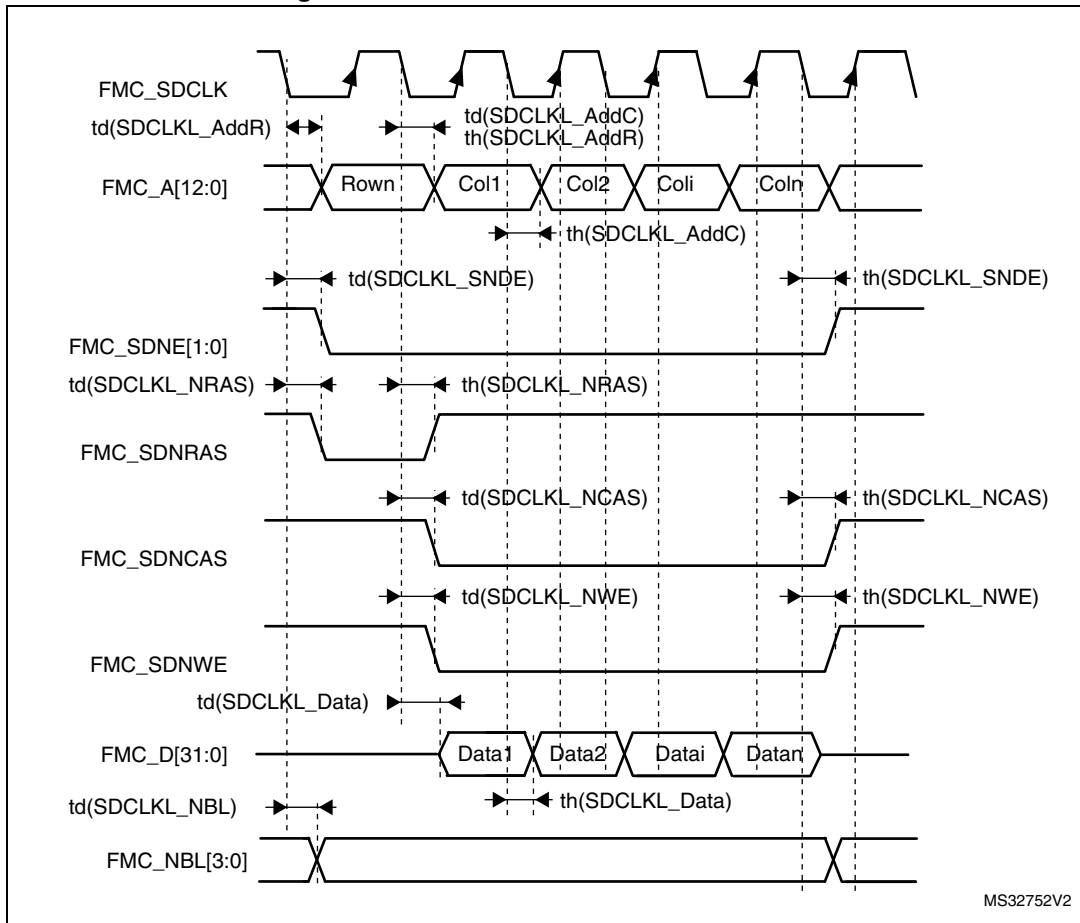 FMC_SDCLK
td(SDCLKL_AddR)
td(SDCLKL_AddC)
th(SDCLKL_AddR)
FMC_A[12:0]
Rown
Col1
Col2
Coli
Coln
th(SDCLKL_AddC)
td(SDCLKL_SNDE)
th(SDCLKL_SNDE)
FMC_SDNE[1:0]
td(SDCLKL_NRAS)
th(SDCLKL_NRAS)
FMC_SDNRAS
td(SDCLKL_NCAS)
th(SDCLKL_NCAS)
FMC_SDNCAS
td(SDCLKL_NWE)
th(SDCLKL_NWE)
FMC_SDNWE
td(SDCLKL_Data)
FMC_D[31:0]
Data1
Data2
Datai
Datan
td(SDCLKL_NBL)
th(SDCLKL_Data)
FMC_NBL[3:0]
MS32752V2